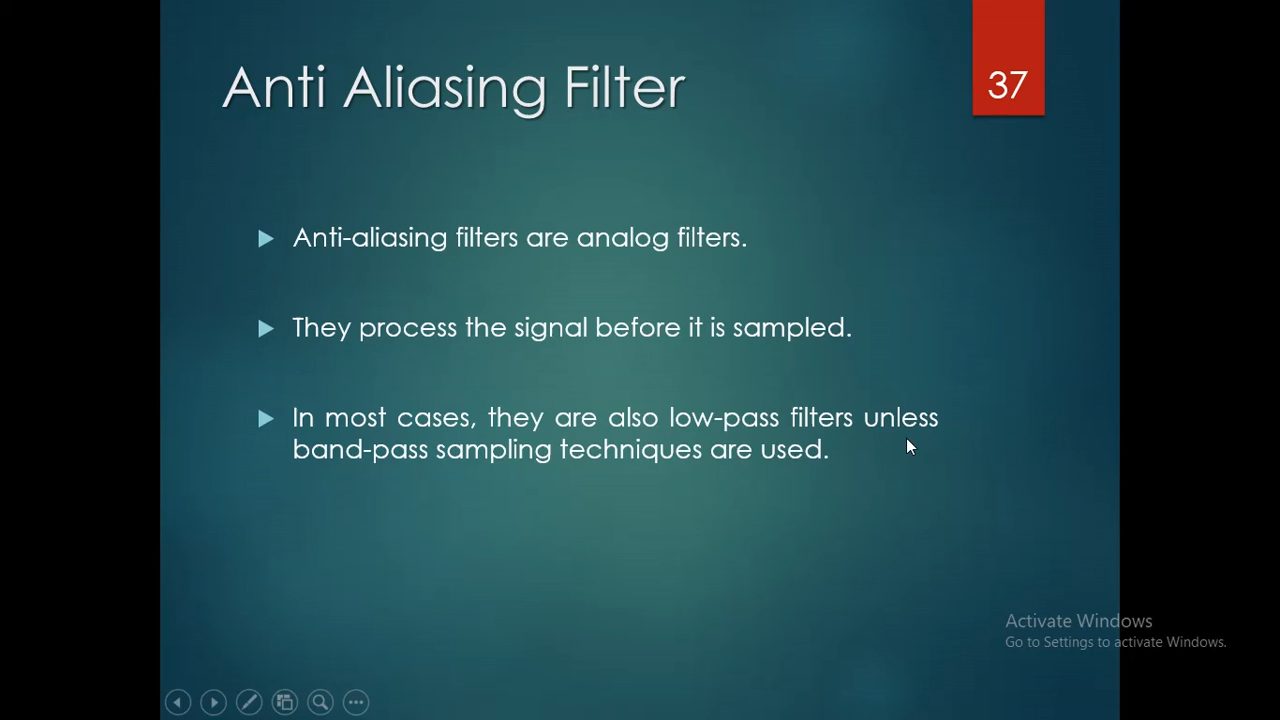 Anti Aliasing Filter
37
Anti-aliasing filters are analog filters.
They process the signal before it is sampled.
In most cases, they are also low-pass filters unless
band-pass sampling techniques are used.
Activate Windows
Go to Settings to activate Windows.